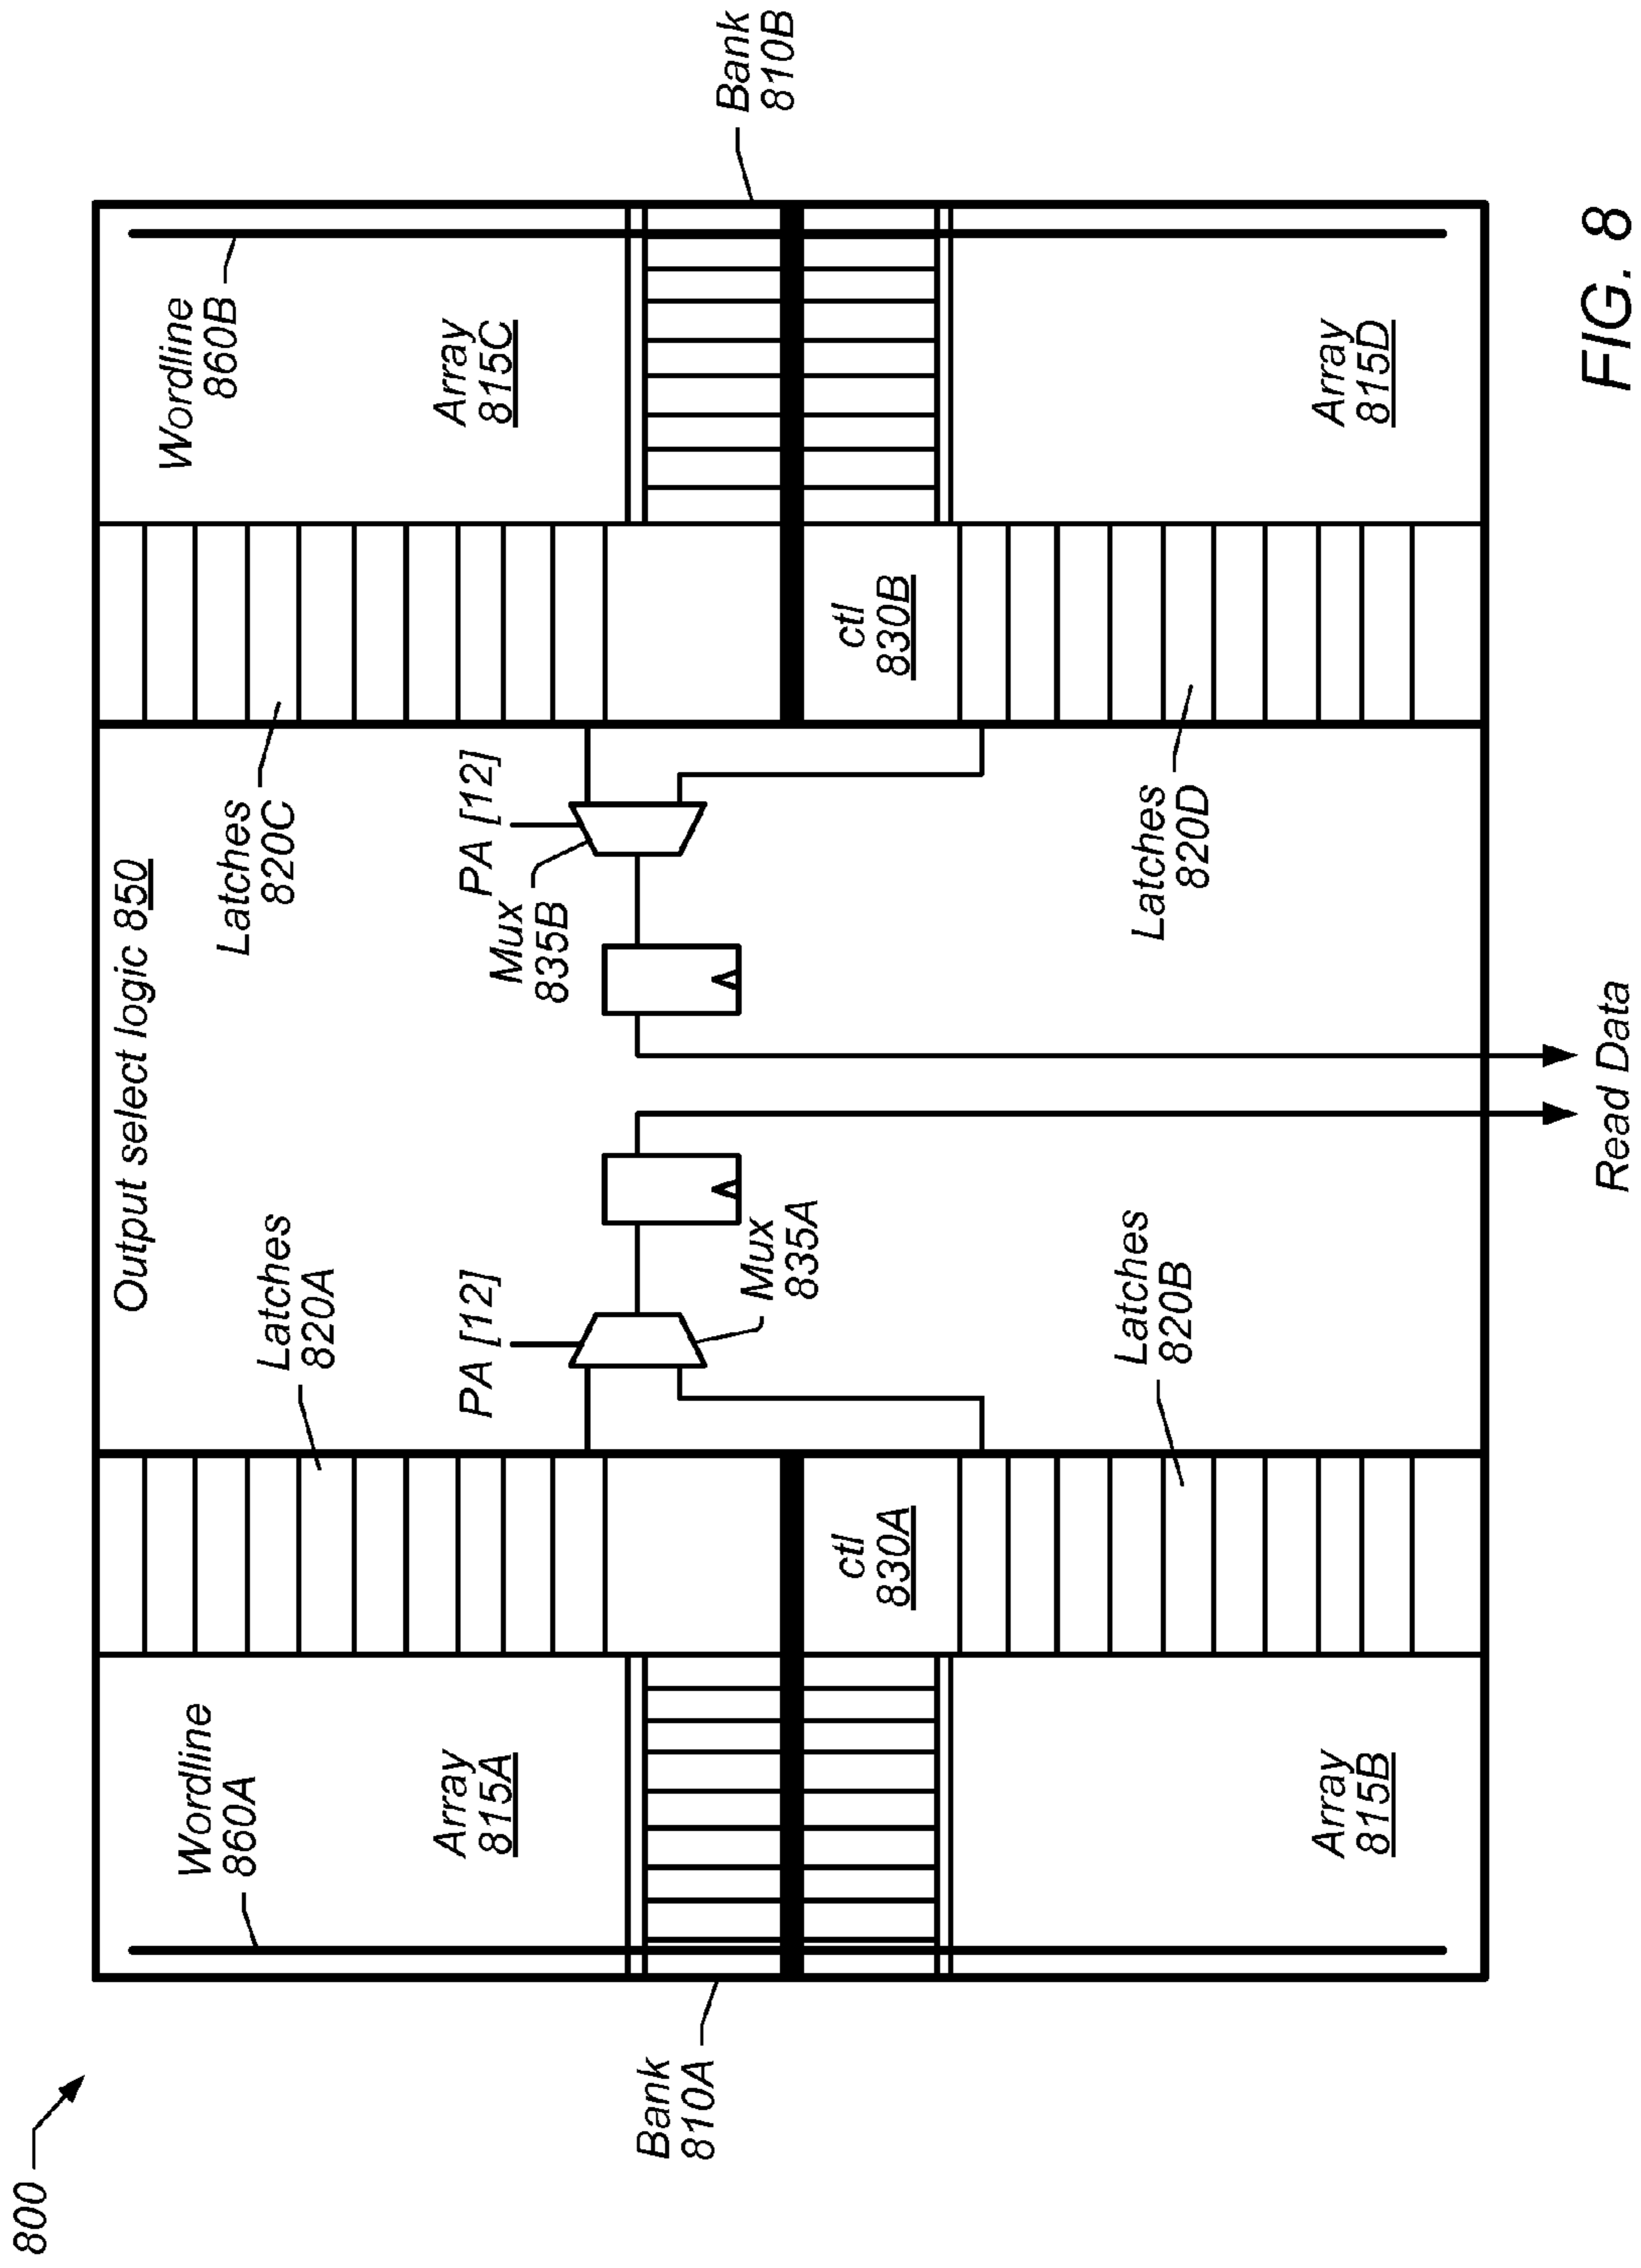 800
Bank
810A
Wordline
860A
Array
815A
Array
815B
ctl
830A
Output select logic 850
Latches
820A
Latches
820B
PA [12]
Mux
835A
Read Data
PA [12]
Mux
835B
Latches
820C
Latches
820D
ctl
830B
Wordline
860B
Array
815C
Array
815D
Bank
810B
FIG. 8